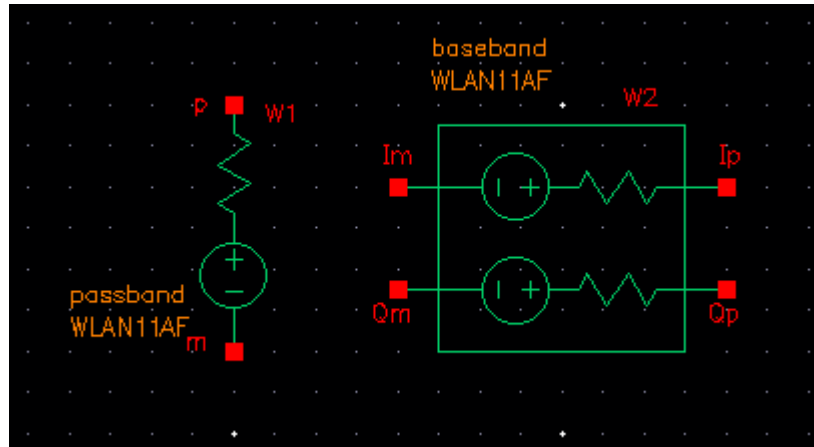 baseband
WLAN11AF
p
W1
W2
Im
Ip
passband
WLAN11AF
m
Qm
Qp